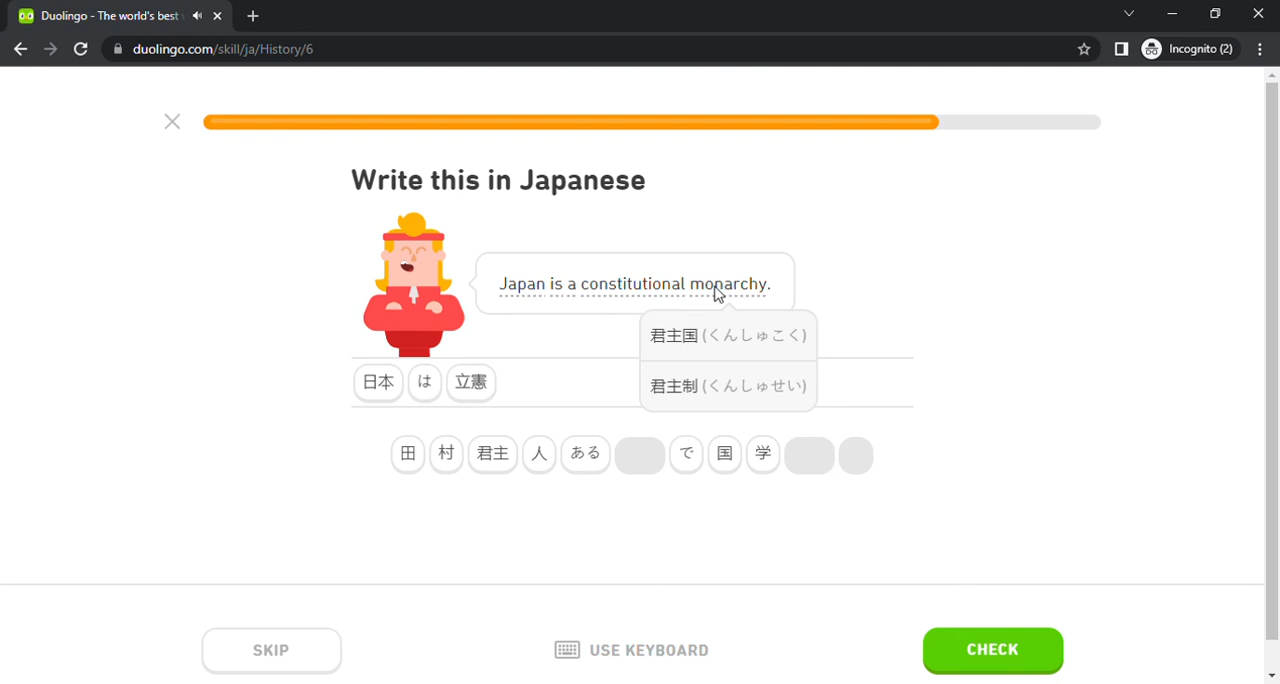 Duolingo - The world's best
duolingo.com/skill/ja/History/6
Incognito (2)
Write this in Japanese
Japan is a constitutional monarchy.
君主国 (くんしゅこく)
君主制 (くんしゅせい)
日本 は 立憲
田 村 君主 人 ある で 国 学
SKIP
USE KEYBOARD
CHECK